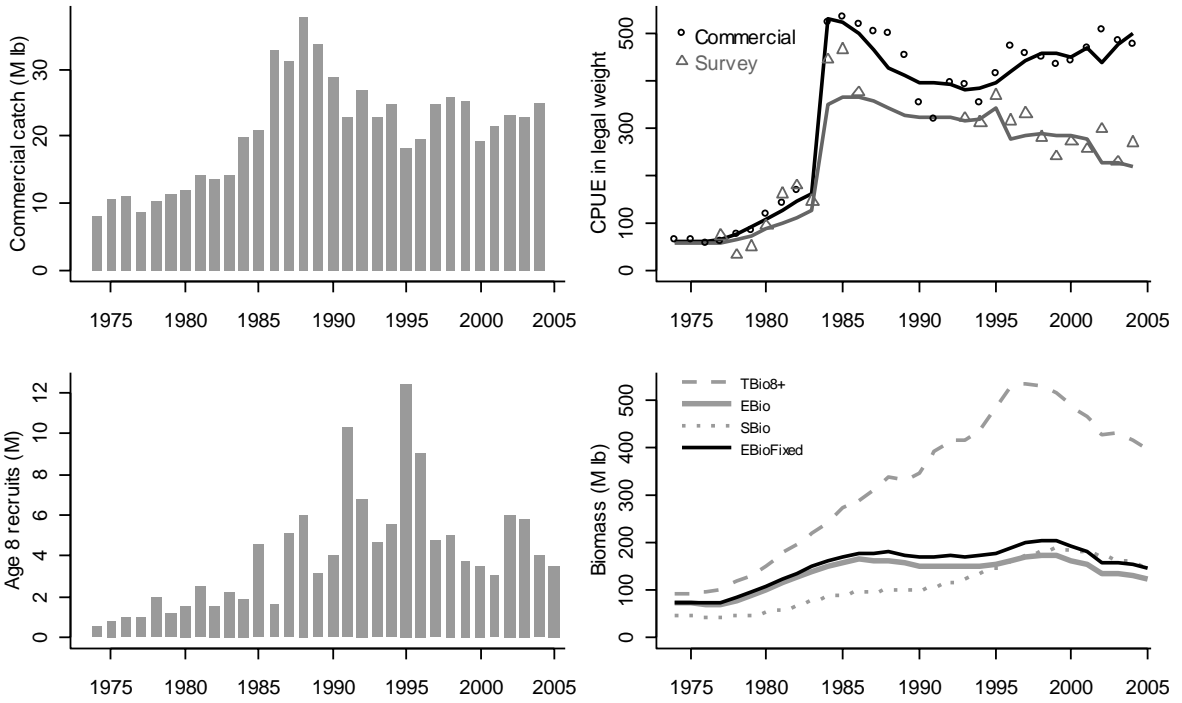 Commercial catch (M lb)
0 10 20 30
1975 1980 1985 1990 1995 2000 2005
CPUE in legal weight
0 100 300 500
Commercial
Survey
1975 1980 1985 1990 1995 2000 2005
Age 8 recruits (M)
0 2 4 6 8 10 12
1975 1980 1985 1990 1995 2000 2005
Biomass (M lb)
0 100 200 300 400 500
TBio8+
EBio
SBio
EBioFixed
1975 1980 1985 1990 1995 2000 2005